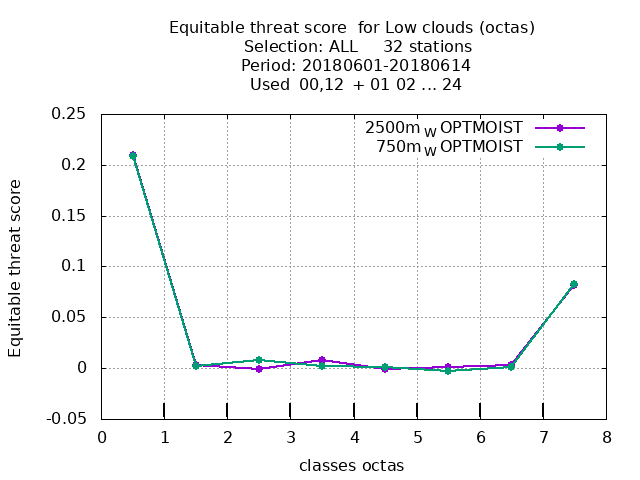 Equitable threat score  for Low clouds (octas)
Selection: ALL     32 stations
Period: 20180601-20180614
Used  00,12  + 01 02 ... 24
2500m W OPTMOIST
750m W OPTMOIST
Equitable threat score
0.25
0.2
0.15
0.1
0.05
0
-0.05
0 1 2 3 4 5 6 7 8
classes octas